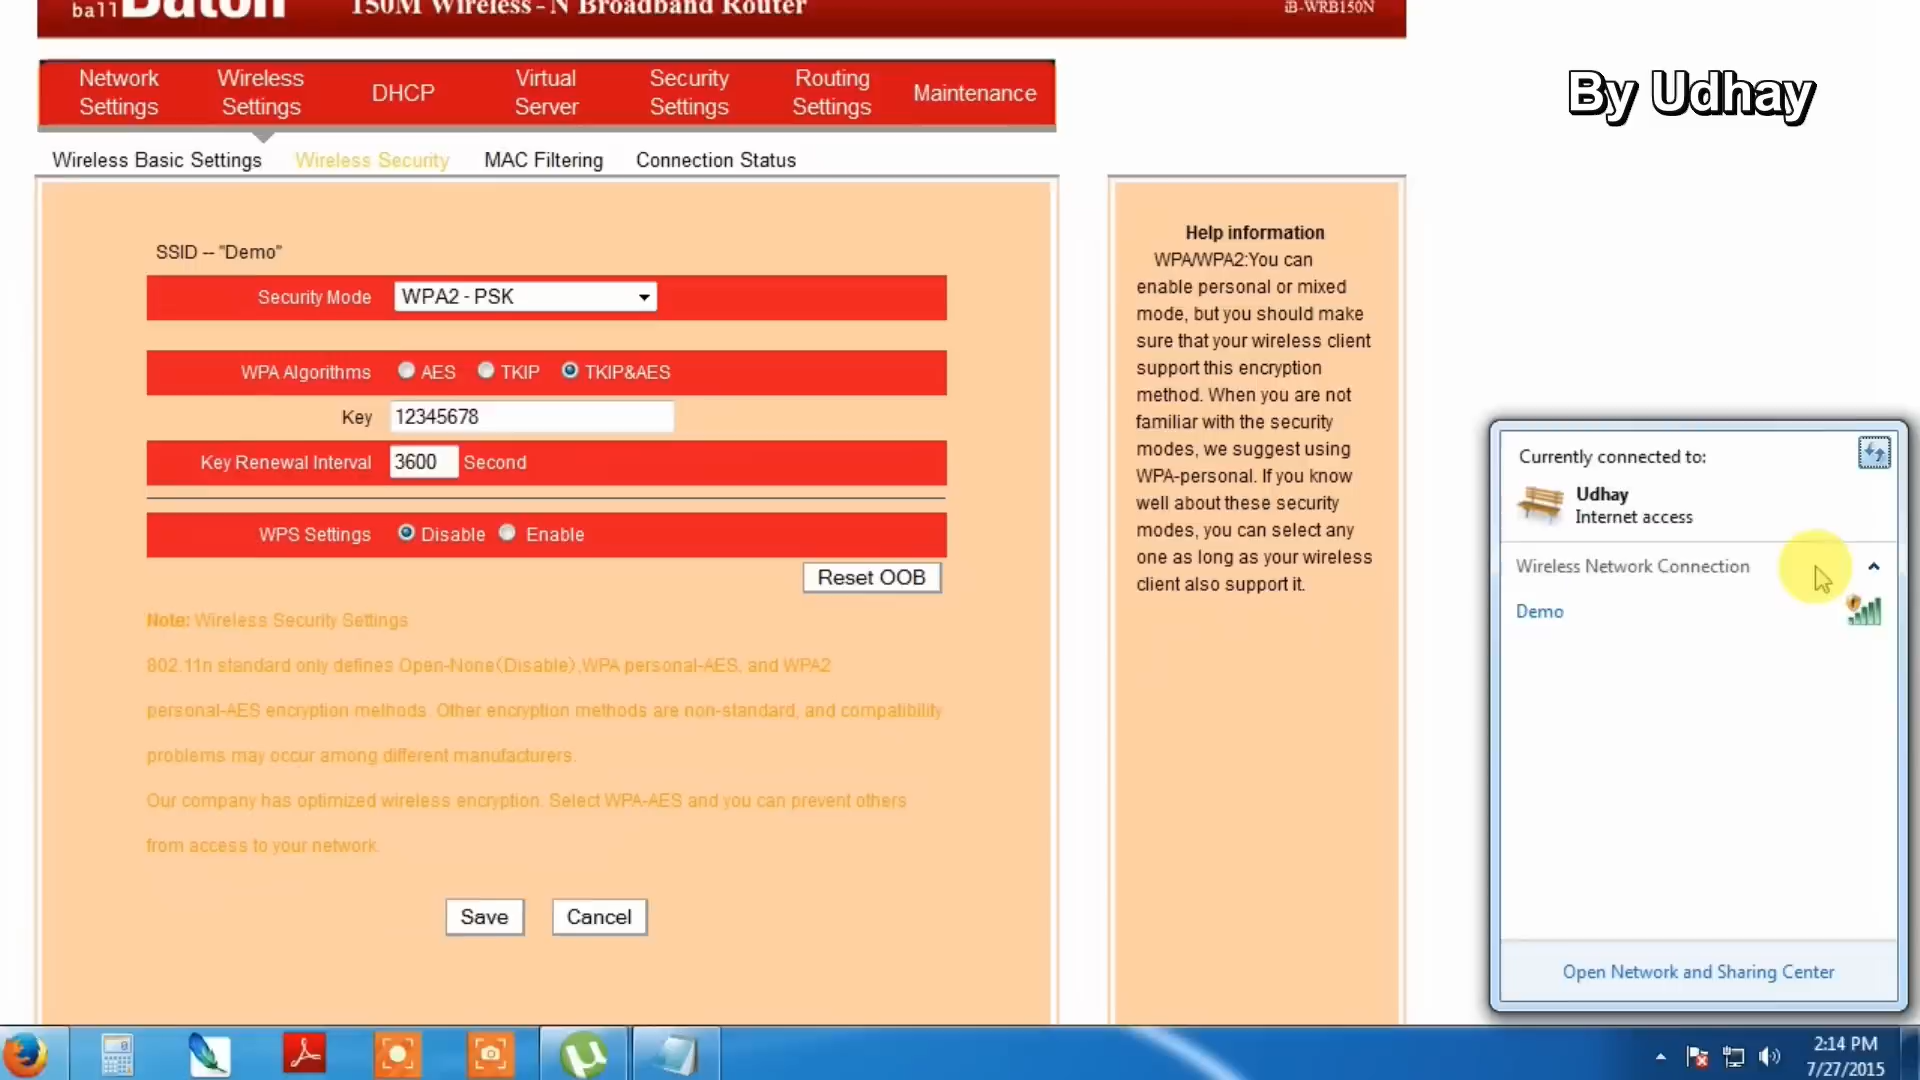 ball Baton
150M Wireless - N Broadband Router
iB-WRB150N
Network Settings
Wireless Settings
DHCP
Virtual Server
Security Settings
Routing Settings
Maintenance
By Udhay
Wireless Basic Settings
Wireless Security
MAC Filtering
Connection Status
SSID -- "Demo"
Security Mode WPA2 - PSK
WPA Algorithms AES TKIP TKIP&AES
Key 12345678
Key Renewal Interval 3600 Second
WPS Settings Disable Enable
Reset OOB
Note: Wireless Security Settings
802.11n standard only defines Open-None(Disable),WPA personal-AES, and WPA2
personal-AES encryption methods. Other encryption methods are non-standard, and compatibility
problems may occur among different manufacturers.
Our company has optimized wireless encryption. Select WPA-AES and you can prevent others
from access to your network.
Save
Cancel
Help information
WPA/WPA2:You can
enable personal or mixed
mode, but you should make
sure that your wireless client
support this encryption
method. When you are not
familiar with the security
modes, we suggest using
WPA-personal. If you know
well about these security
modes, you can select any
one as long as your wireless
client also support it.
Currently connected to:
Udhay
Internet access
Wireless Network Connection
Demo
Open Network and Sharing Center
2:14 PM
7/27/2015